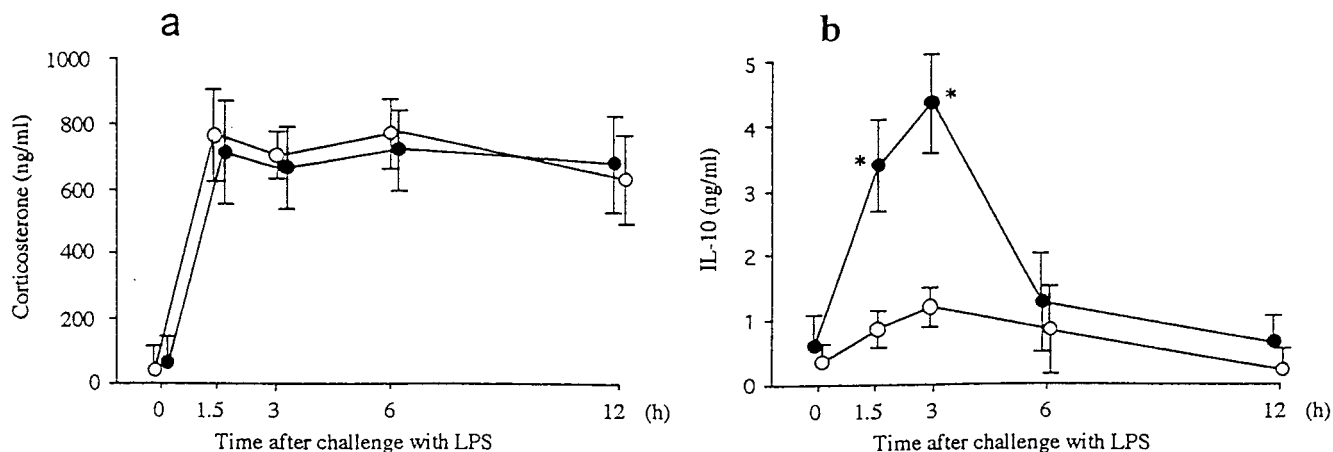 a
Corticosterone (ng/ml)
1000
800
600
400
200
0
0 1.5 3 6 12 (h)
Time after challenge with LPS
b
IL-10 (ng/ml)
5
4
3
2
1
0
*
*
0 1.5 3 6 12 (h)
Time after challenge with LPS